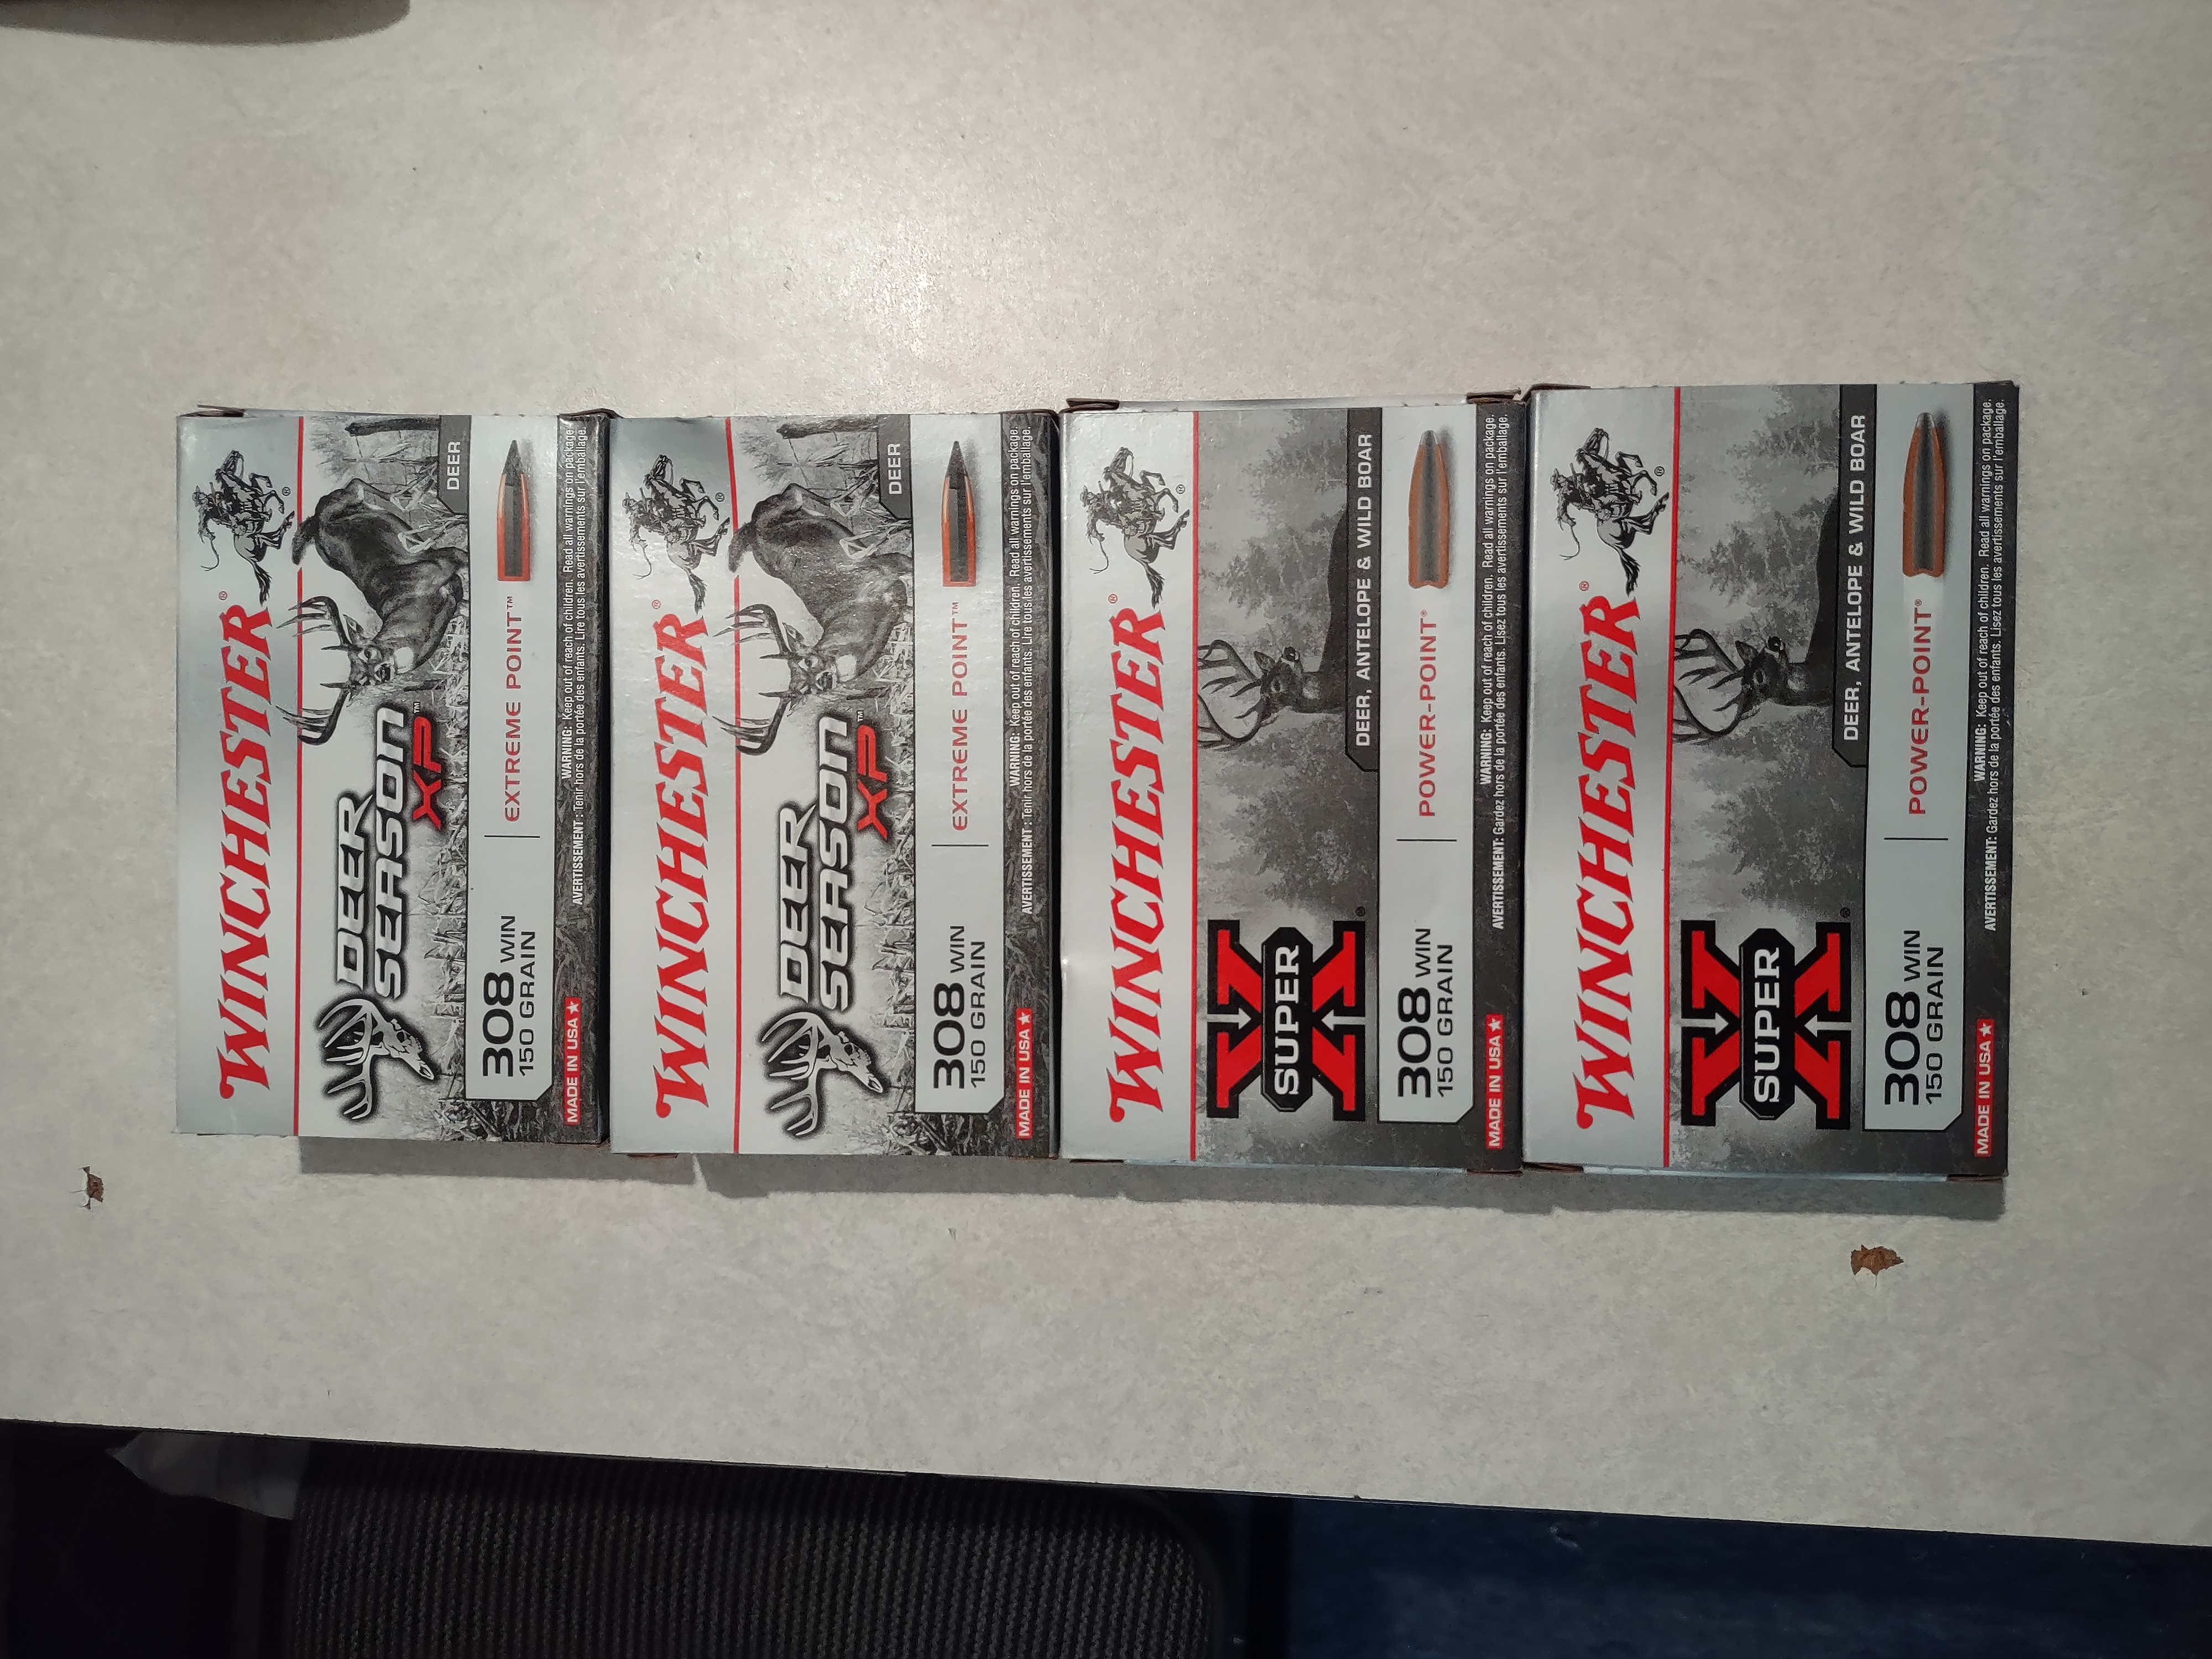 WINCHESTER®
®
DEER
SEASON
XP™
DEER
308 WIN
150 GRAIN
EXTREME POINT™
MADE IN USA
WARNING: Keep out of reach of children. Read all warnings on package.
AVERTISSEMENT : Tenir hors de la portée des enfants. Lire tous les avertissements sur l'emballage.
WINCHESTER®
®
DEER
SEASON
XP™
DEER
308 WIN
150 GRAIN
EXTREME POINT™
MADE IN USA
WARNING: Keep out of reach of children. Read all warnings on package.
AVERTISSEMENT : Tenir hors de la portée des enfants. Lire tous les avertissements sur l'emballage.
WINCHESTER®
®
SUPER
X®
DEER, ANTELOPE & WILD BOAR
308 WIN
150 GRAIN
POWER-POINT®
MADE IN USA
WARNING: Keep out of reach of children. Read all warnings on package.
AVERTISSEMENT: Gardez hors de la portée des enfants. Lisez tous les avertissements sur l'emballage.
WINCHESTER®
®
SUPER
X®
DEER, ANTELOPE & WILD BOAR
308 WIN
150 GRAIN
POWER-POINT®
MADE IN USA
WARNING: Keep out of reach of children. Read all warnings on package.
AVERTISSEMENT: Gardez hors de la portée des enfants. Lisez tous les avertissements sur l'emballage.